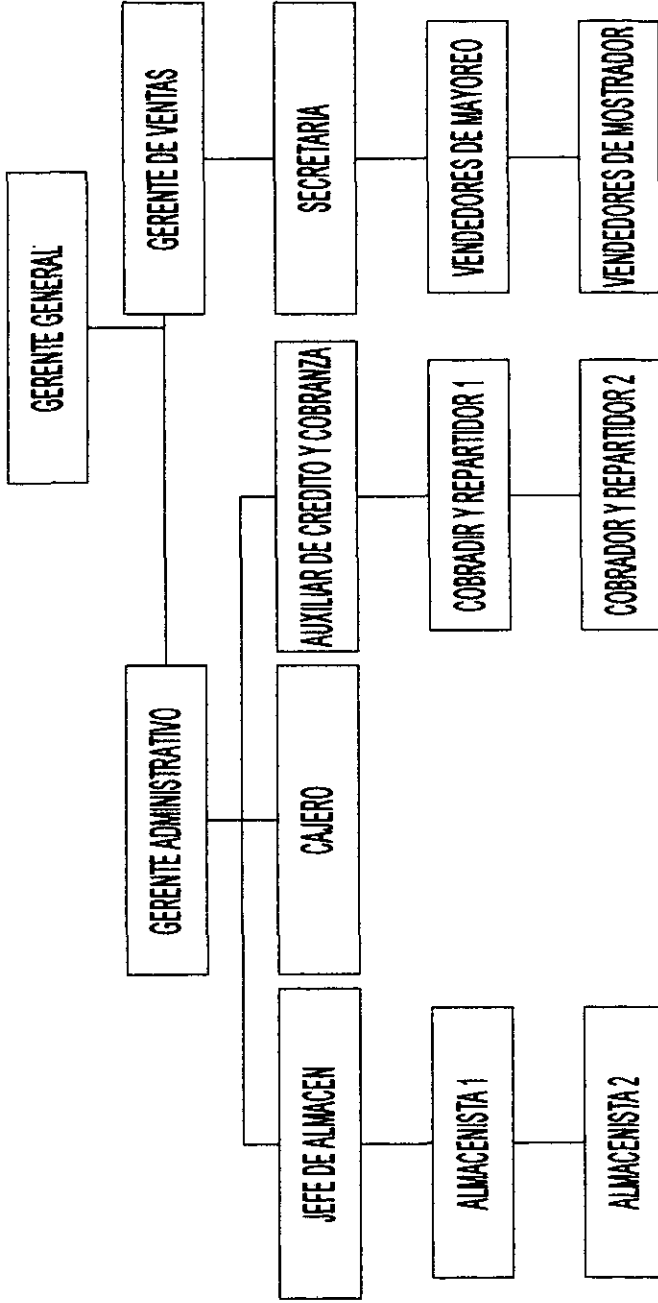 GERENTE GENERAL
GERENTE ADMINISTRATIVO
GERENTE DE VENTAS
JEFE DE ALMACEN
CAJERO
AUXILIAR DE CREDITO Y COBRANZA
SECRETARIA
ALMACENISTA 1
COBRADIR Y REPARTIDOR 1
VENDEDORES DE MAYOREO
ALMACENISTA 2
COBRADOR Y REPARTIDOR 2
VENDEDORES DE MOSTRADOR